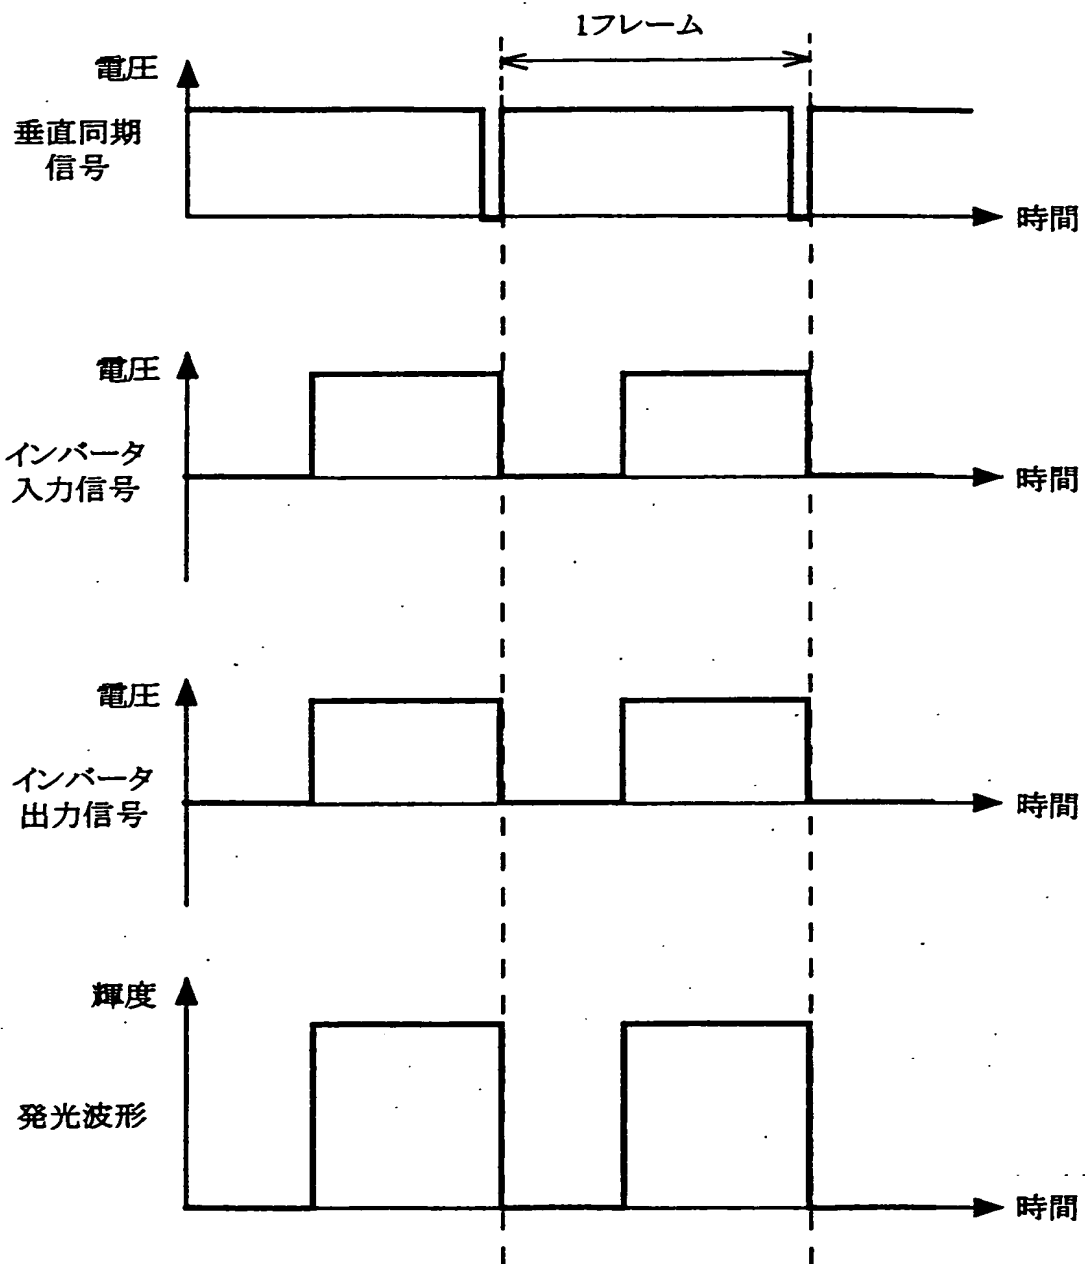 1フレーム
電圧
垂直同期
信号
時間
電圧
インバータ
入力信号
時間
電圧
インバータ
出力信号
時間
輝度
発光波形
時間